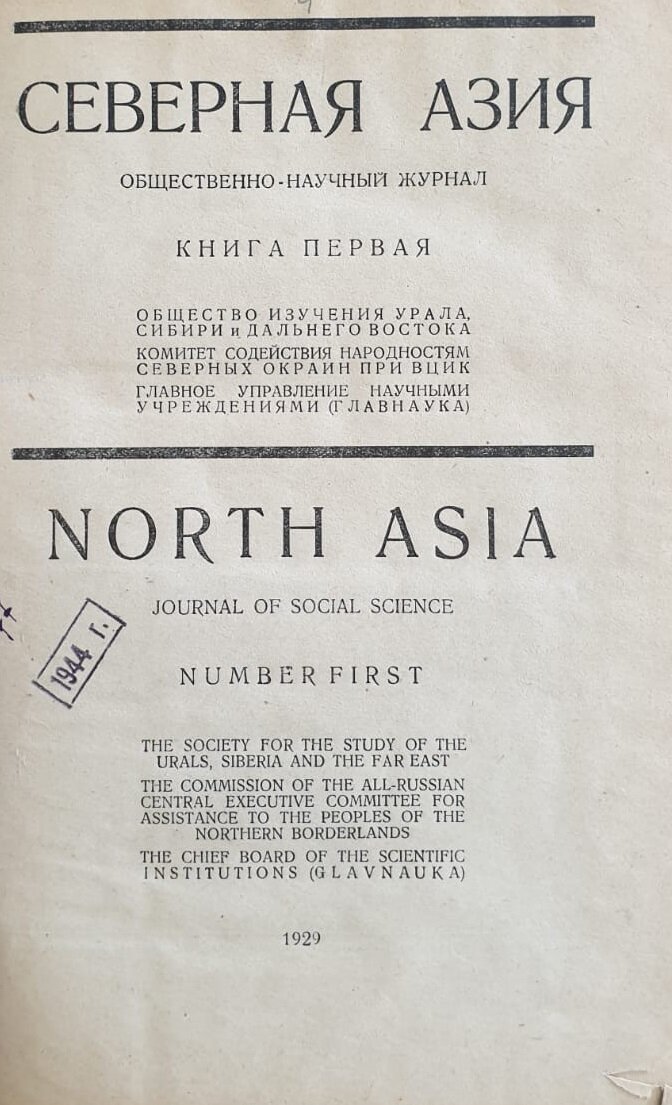 СЕВЕРНАЯ АЗИЯ
ОБЩЕСТВЕННО-НАУЧНЫЙ ЖУРНАЛ
КНИГА ПЕРВАЯ
ОБЩЕСТВО ИЗУЧЕНИЯ УРАЛА,
СИБИРИ и ДАЛЬНЕГО ВОСТОКА
КОМИТЕТ СОДЕЙСТВИЯ НАРОДНОСТЯМ
СЕВЕРНЫХ ОКРАИН ПРИ ВЦИК
ГЛАВНОЕ УПРАВЛЕНИЕ НАУЧНЫМИ
УЧРЕЖДЕНИЯМИ (ГЛАВНАУКА)
NORTH ASIA
JOURNAL OF SOCIAL SCIENCE
1944 г.
NUMBER FIRST
THE SOCIETY FOR THE STUDY OF THE
URALS, SIBERIA AND THE FAR EAST
THE COMMISSION OF THE ALL-RUSSIAN
CENTRAL EXECUTIVE COMMITTEE FOR
ASSISTANCE TO THE PEOPLES OF THE
NORTHERN BORDERLANDS
THE CHIEF BOARD OF THE SCIENTIFIC
INSTITUTIONS (GLAVNAUKA)
1929